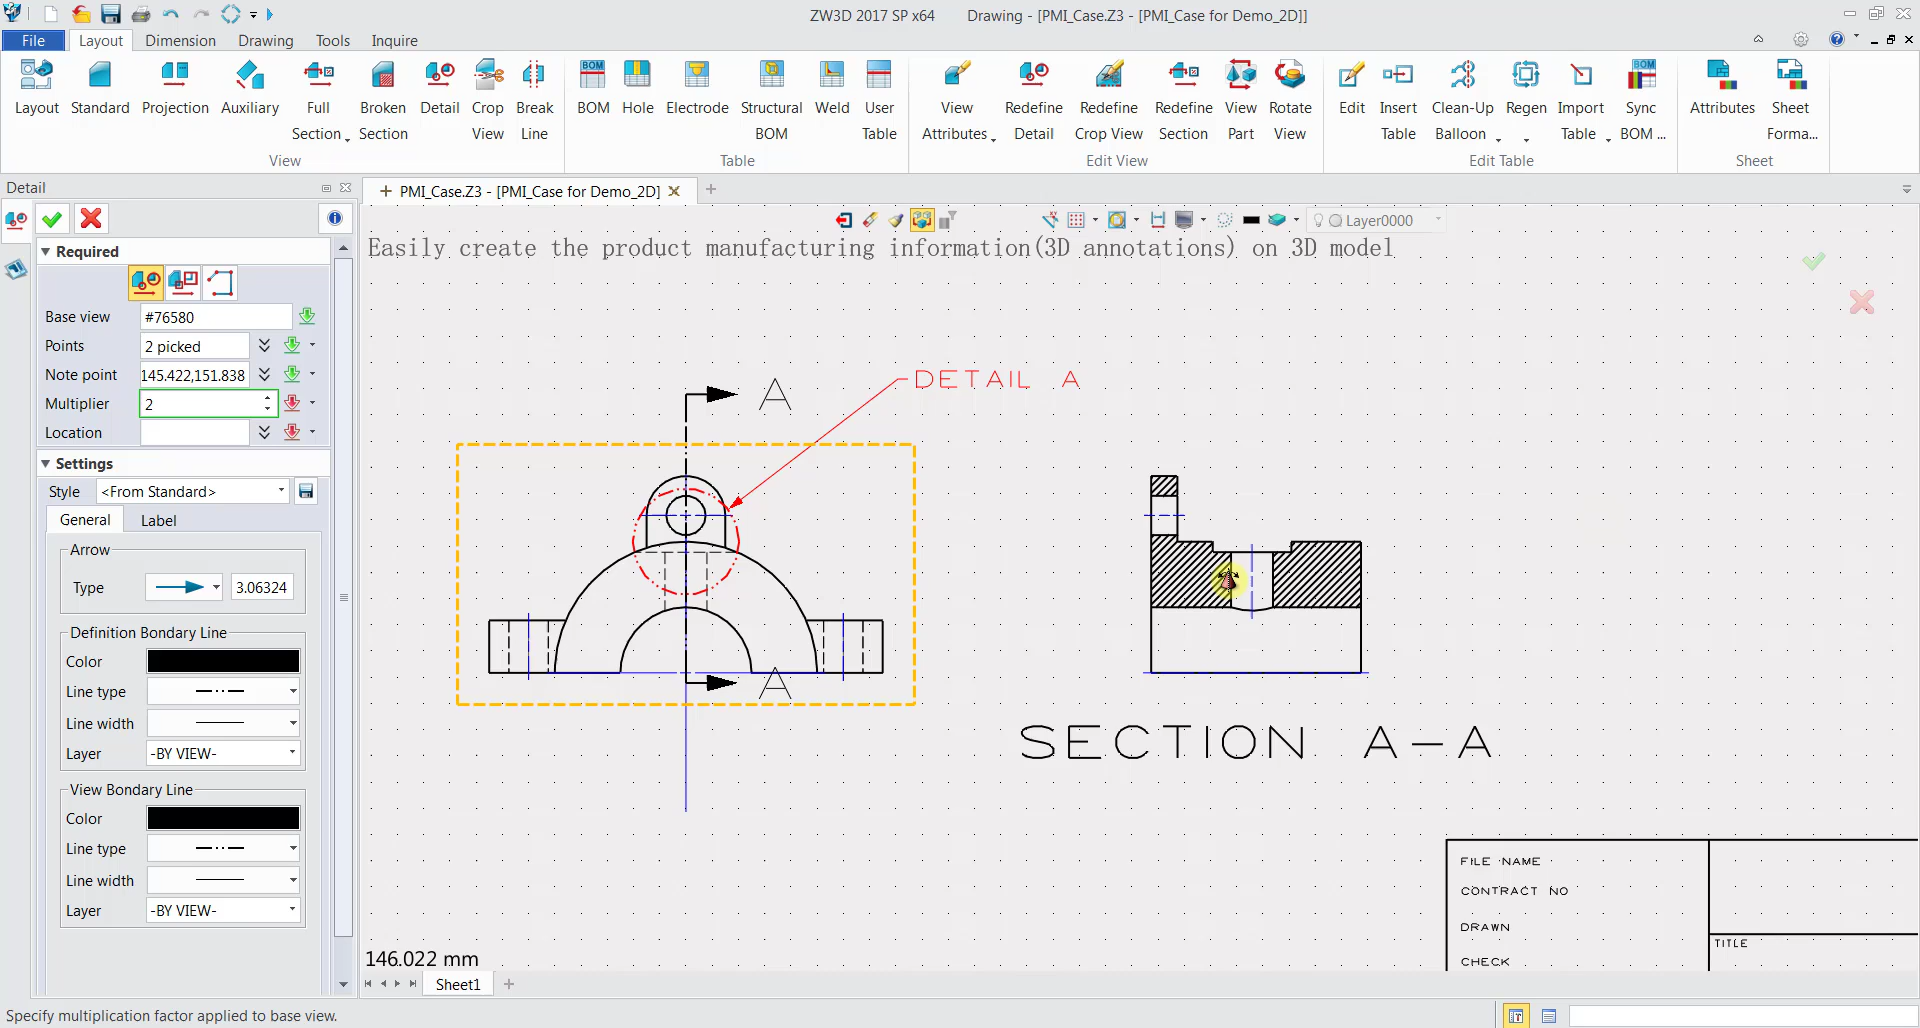 ZW3D 2017 SP x64 Drawing - [PMI_Case.Z3 - [PMI_Case for Demo_2D]]
File Layout Dimension Drawing Tools Inquire
Layout Standard Projection Auxiliary Full Section Broken Section Detail Crop View Break Line
View
BOM Hole Electrode Structural BOM Weld User Table
Table
View Attributes Redefine Detail Redefine Crop View Redefine Section View Part Rotate View
Edit View
Edit Insert Table Clean-Up Balloon Regen Import Table Sync BOM ...
Edit Table
Attributes Sheet Forma...
Sheet
Detail
PMI_Case.Z3 - [PMI_Case for Demo_2D]
Layer0000
Easily create the product manufacturing information(3D annotations) on 3D model
Required
Base view #76580
Points 2 picked
Note point 145.422,151.838
Multiplier 2
Location
Settings
Style <From Standard>
General Label
Arrow
Type 3.06324
Definition Bondary Line
Color
Line type
Line width
Layer -BY VIEW-
View Bondary Line
Color
Line type
Line width
Layer -BY VIEW-
DETAIL A
A
A
SECTION A-A
FILE NAME
CONTRACT NO
DRAWN
CHECK
TITLE
146.022 mm
Sheet1
Specify multiplication factor applied to base view.